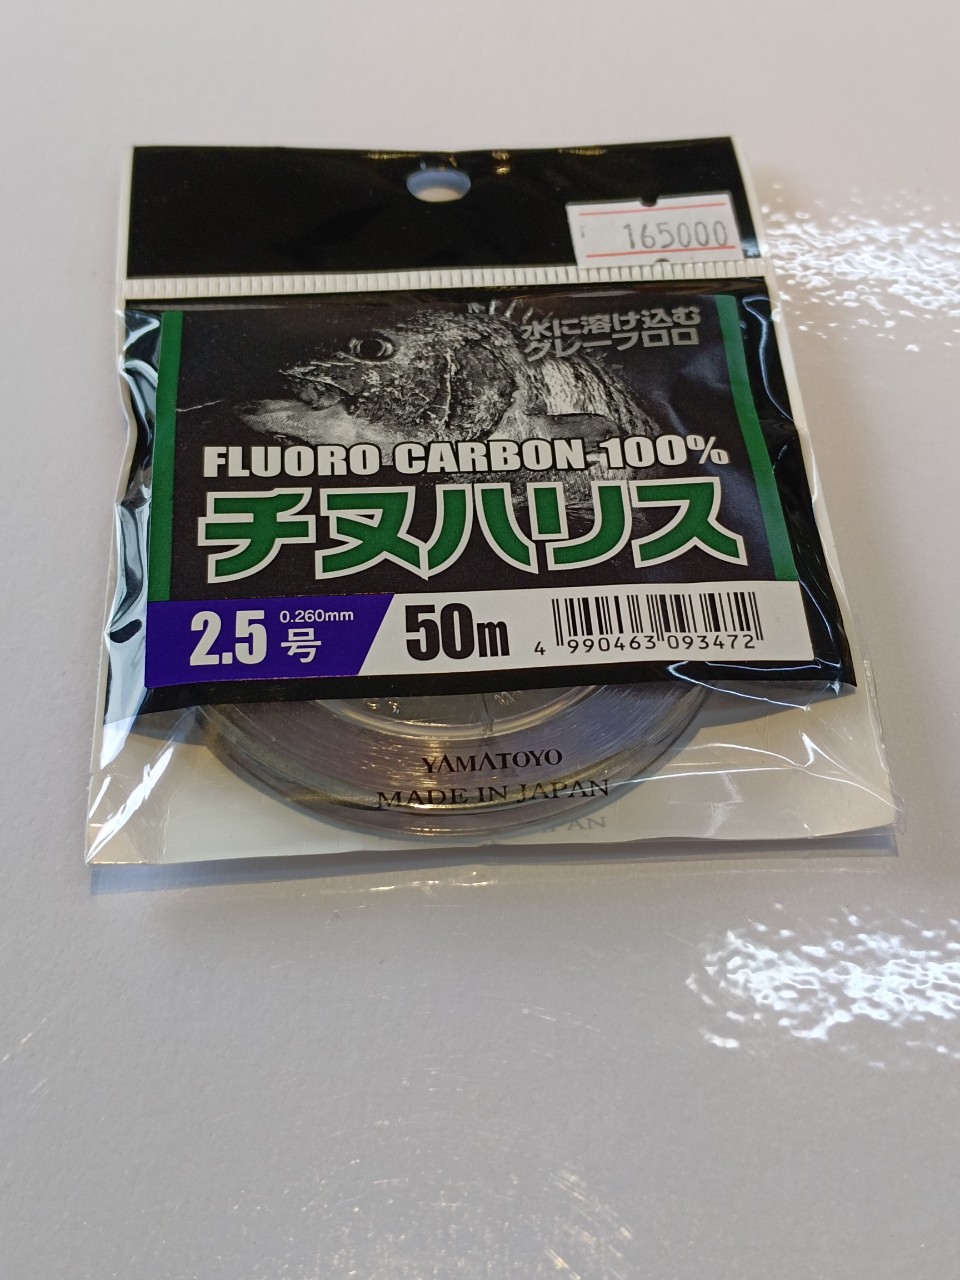 165000
水に溶け込む
グレーフロロ
FLUORO CARBON-100%
チヌハリス
2.5号 0.260mm
50m
4 990463 093472
YAMATOYO
MADE IN JAPAN